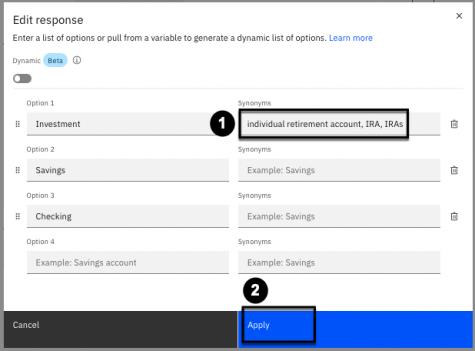 Edit response
Enter a list of options or pull from a variable to generate a dynamic list of options. Learn more
Dynamic Beta
Option 1 Synonyms
Investment 1 individual retirement account, IRA, IRAs
Option 2 Synonyms
Savings Example: Savings
Option 3 Synonyms
Checking Example: Savings
Option 4 Synonyms
Example: Savings account Example: Savings
2
Cancel Apply